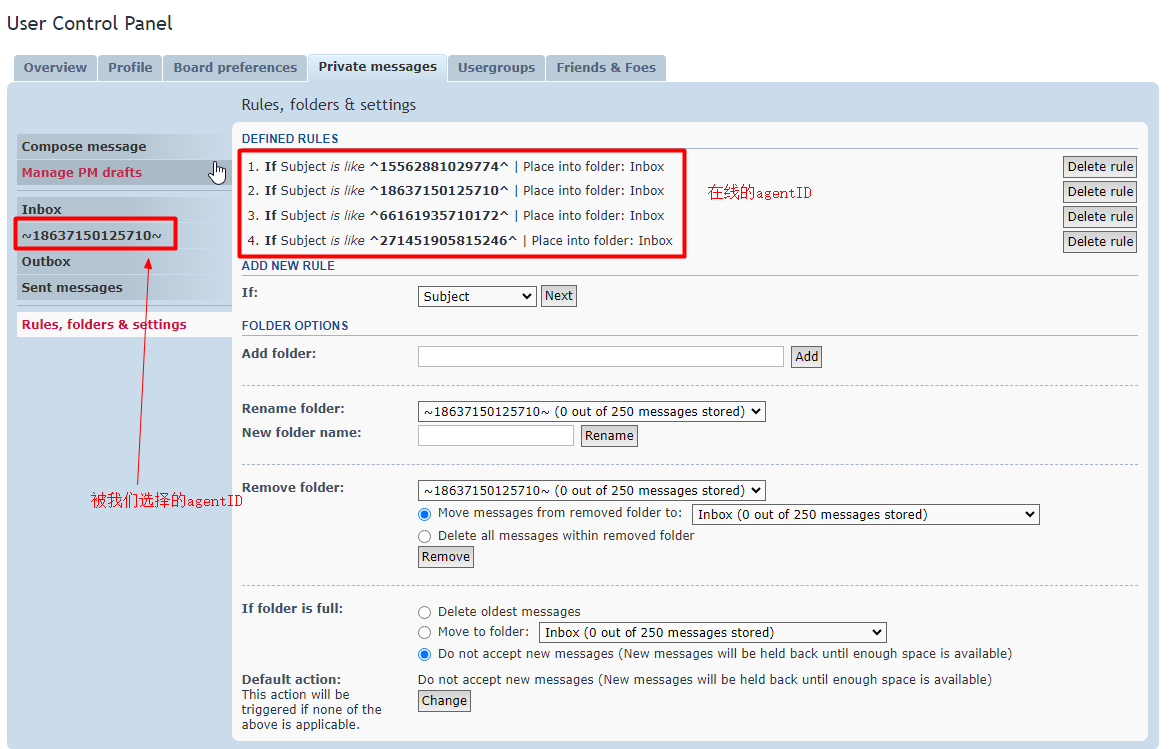 User Control Panel
Overview Profile Board preferences Private messages Usergroups Friends & Foes
Rules, folders & settings
Compose message
Manage PM drafts
Inbox
~18637150125710~
Outbox
Sent messages
Rules, folders & settings
被我们选择的agentID
DEFINED RULES
1. If Subject is like ^15562881029774^ | Place into folder: Inbox Delete rule
2. If Subject is like ^18637150125710^ | Place into folder: Inbox Delete rule
3. If Subject is like ^66161935710172^ | Place into folder: Inbox Delete rule
4. If Subject is like ^271451905815246^ | Place into folder: Inbox Delete rule
在线的agentID
ADD NEW RULE
If: Subject Next
FOLDER OPTIONS
Add folder: Add
Rename folder: ~18637150125710~ (0 out of 250 messages stored)
New folder name: Rename
Remove folder: ~18637150125710~ (0 out of 250 messages stored)
Move messages from removed folder to: Inbox (0 out of 250 messages stored)
Delete all messages within removed folder
Remove
If folder is full: Delete oldest messages
Move to folder: Inbox (0 out of 250 messages stored)
Do not accept new messages (New messages will be held back until enough space is available)
Default action: Do not accept new messages (New messages will be held back until enough space is available)
This action will be
triggered if none of the
above is applicable.
Change